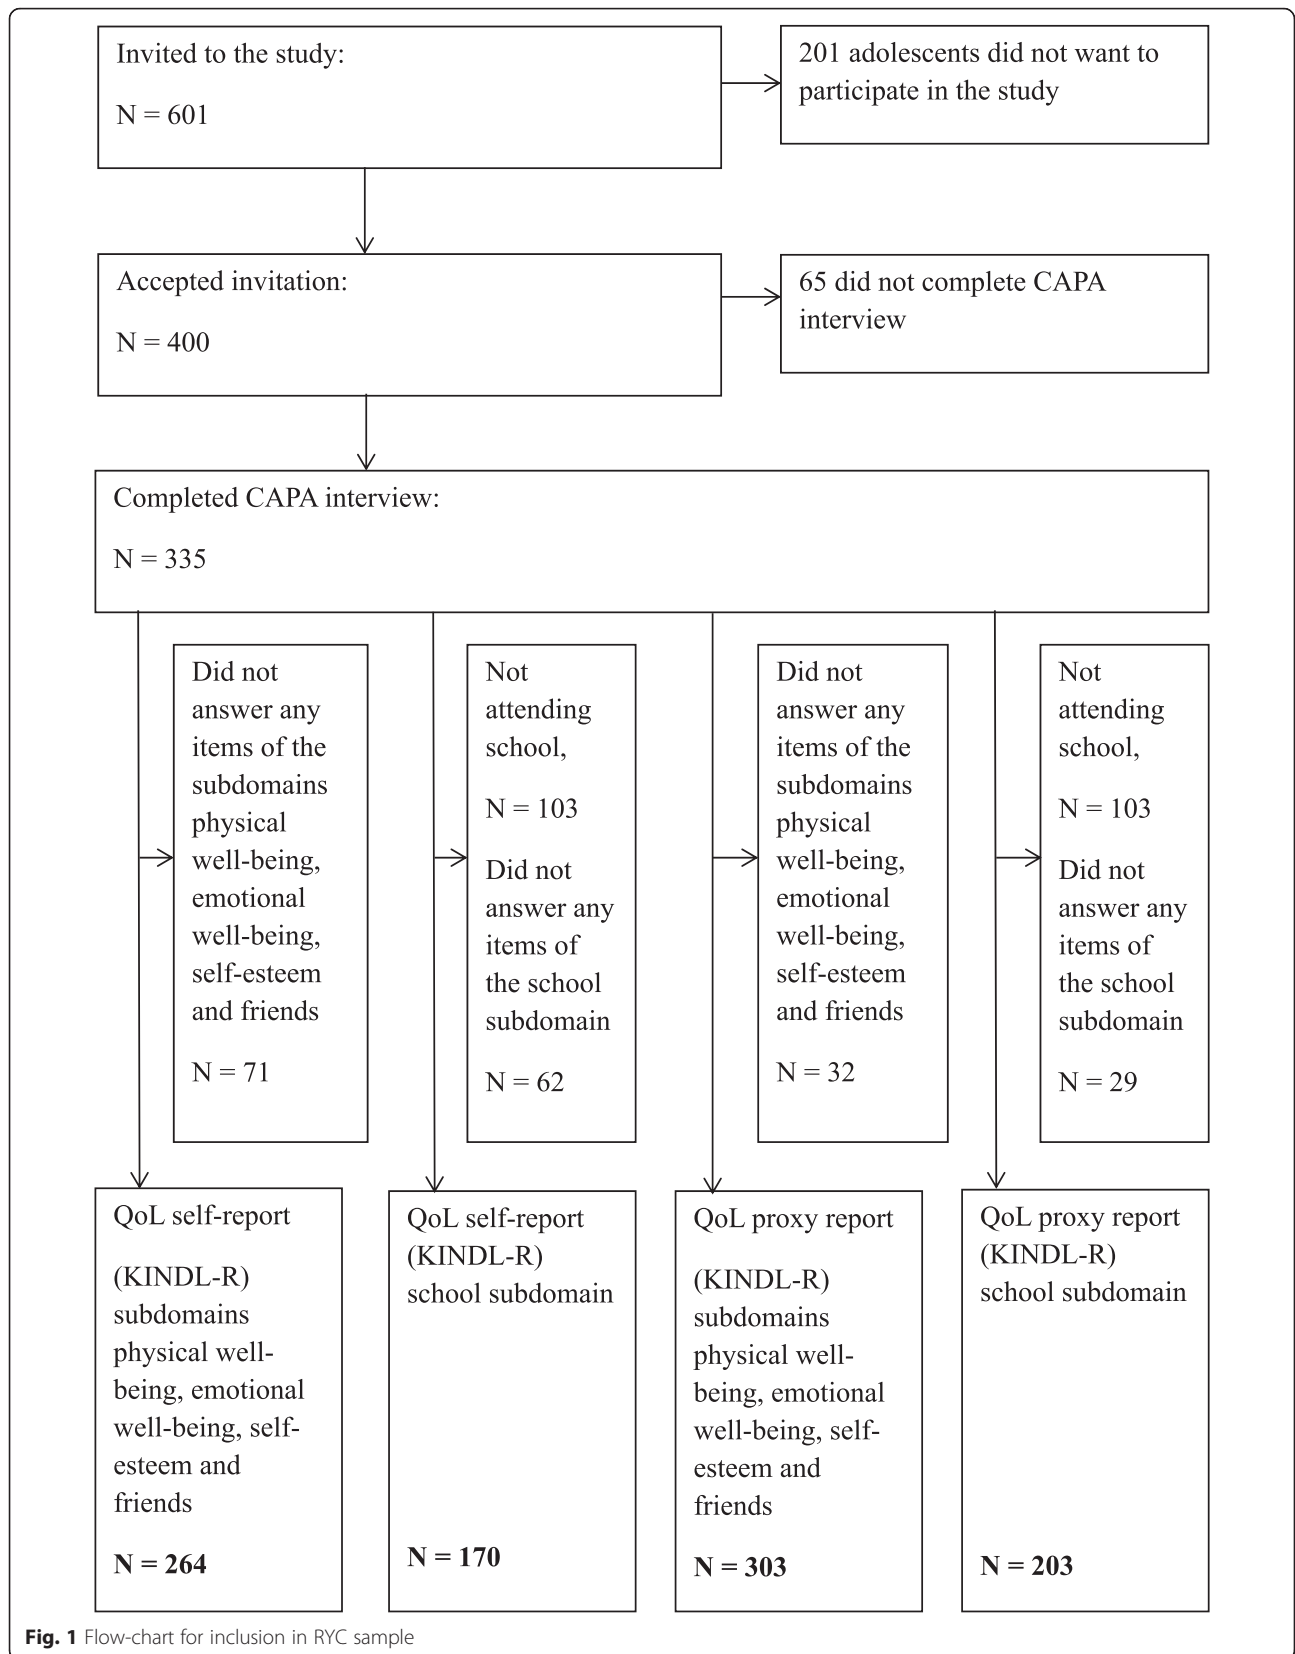 Invited to the study:
N = 601
201 adolescents did not want to
participate in the study
Accepted invitation:
N = 400
65 did not complete CAPA
interview
Completed CAPA interview:
N = 335
Did not
answer any
items of the
subdomains
physical
well-being,
emotional
well-being,
self-esteem
and friends
N = 71
Not
attending
school,
N = 103
Did not
answer any
items of
the school
subdomain
N = 62
Did not
answer any
items of the
subdomains
physical
well-being,
emotional
well-being,
self-esteem
and friends
N = 32
Not
attending
school,
N = 103
Did not
answer any
items of
the school
subdomain
N = 29
QoL self-report
(KINDL-R)
subdomains
physical well-
being, emotional
well-being, self-
esteem and
friends
N = 264
QoL self-report
(KINDL-R)
school subdomain
N = 170
QoL proxy report
(KINDL-R)
subdomains
physical well-
being, emotional
well-being, self-
esteem and
friends
N = 303
QoL proxy report
(KINDL-R)
school subdomain
N = 203
Fig. 1 Flow-chart for inclusion in RYC sample